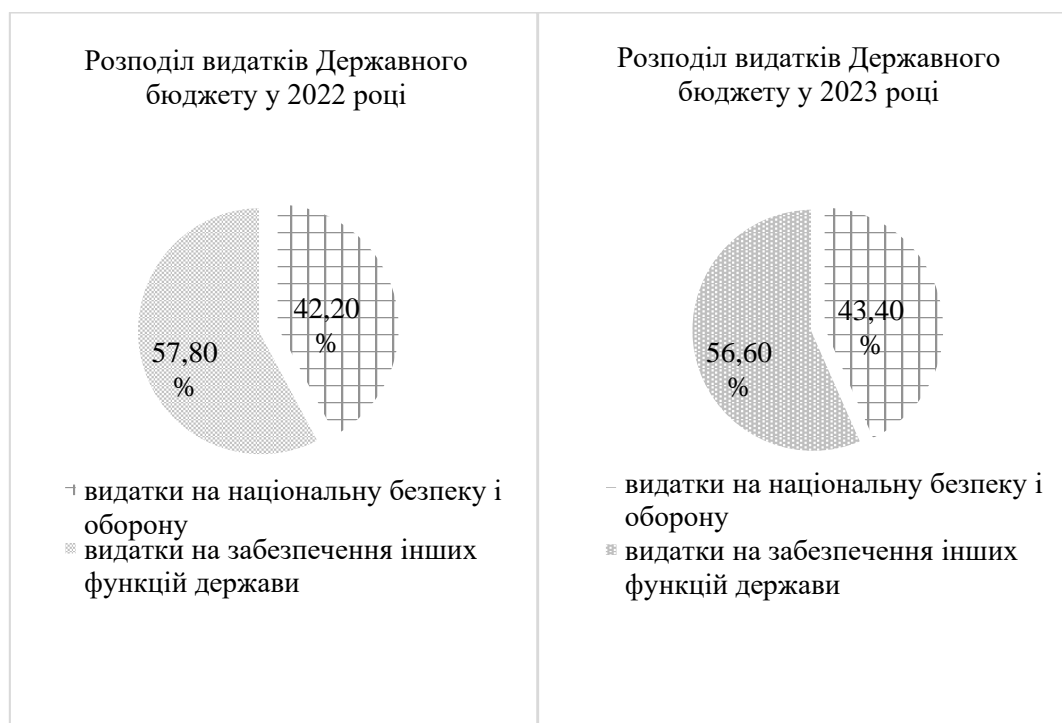 Розподіл видатків Державного
бюджету у 2022 році
42,20
%
57,80
%
видатки на національну безпеку і
оборону
видатки на забезпечення інших
функцій держави
Розподіл видатків Державного
бюджету у 2023 році
43,40
%
56,60
%
видатки на національну безпеку і
оборону
видатки на забезпечення інших
функцій держави